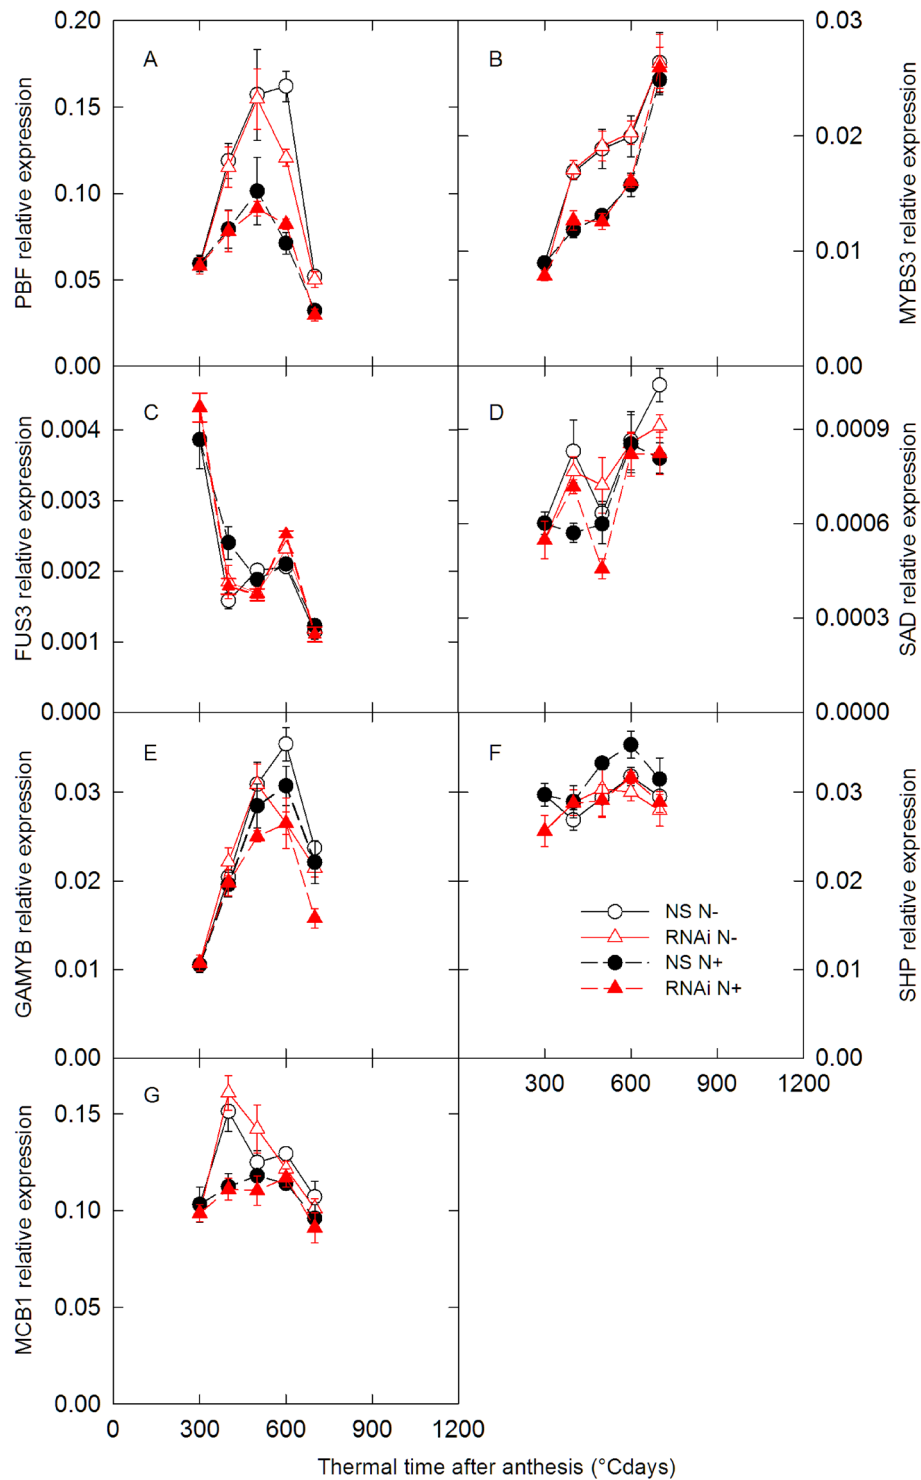 0.20
0.15
0.10
0.05
0.00
PBF relative expression
A
B
0.03
0.02
0.01
0.00
MYBS3 relative expression
0.004
0.003
0.002
0.001
0.000
FUS3 relative expression
C
D
0.0009
0.0006
0.0003
0.0000
SAD relative expression
0.03
0.02
0.01
0.00
GAMYB relative expression
E
F
NS N-
RNAi N-
NS N+
RNAi N+
0.03
0.02
0.01
0.00
SHP relative expression
300 600 900 1200
0.15
0.10
0.05
0.00
MCB1 relative expression
G
0 300 600 900 1200
Thermal time after anthesis (°Cdays)